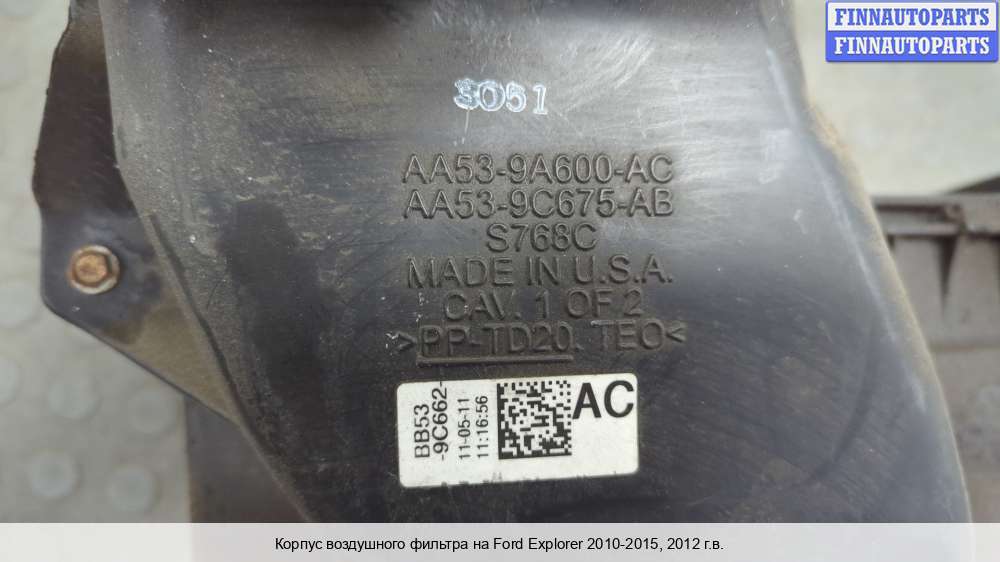 FINNAUTOPARTS
FINNAUTOPARTS
3051
AA53-9A600-AC
AA53-9C675-AB
S768C
MADE IN U.S.A.
CAV. 1 OF 2
>PP-TD20. TEO<
BB53
-9C662-
11-05-11
11:16:56
AC
Корпус воздушного фильтра на Ford Explorer 2010-2015, 2012 г.в.